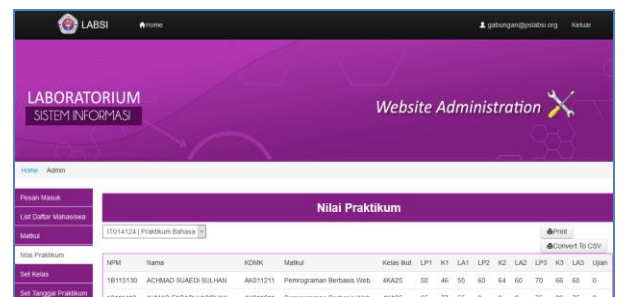 LABSI Home gabungan@pslabsi.org Keluar
LABORATORIUM
SISTEM INFORMASI
Website Administration
Home Admin
Pesan Masuk
List Daftar Mahasiswa
Matkul
Nilai Praktikum
Set Kelas
Set Tanggal Praktikum
Nilai Praktikum
IT014124 | Praktikum Bahasa
Print
Convert To CSV
NPM Nama KDMK Matkul Kelas Ikut LP1 K1 LA1 LP2 K2 LA2 LP3 K3 LA3 Ujian
1B115130 ACHMAD SUAEDI SULHAN AK011211 Pemrograman Berbasis Web 4KA25 50 46 55 60 64 60 70 66 60 0